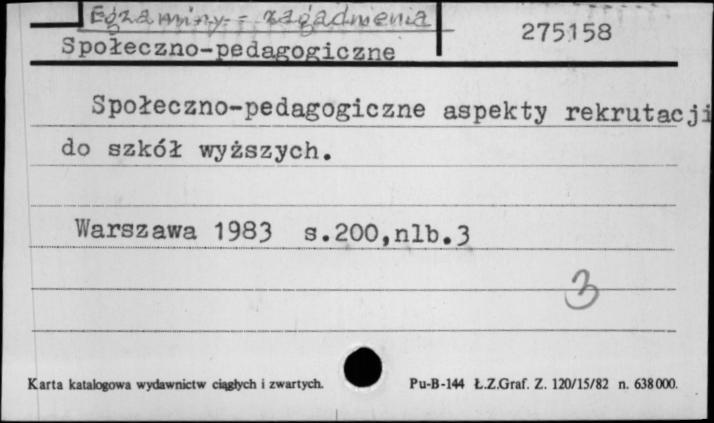 Egzaminy - zagadnienia
275158
Społeczno-pedagogiczne
Społeczno-pedagogiczne aspekty rekrutacji
do szkół wyższych.
Warszawa 1983 s.200,nlb.3
3
Karta katalogowa wydawnictw ciągłych i zwartych.
Pu-B-144 Ł.Z.Graf. Z. 120/15/82 n. 638000.